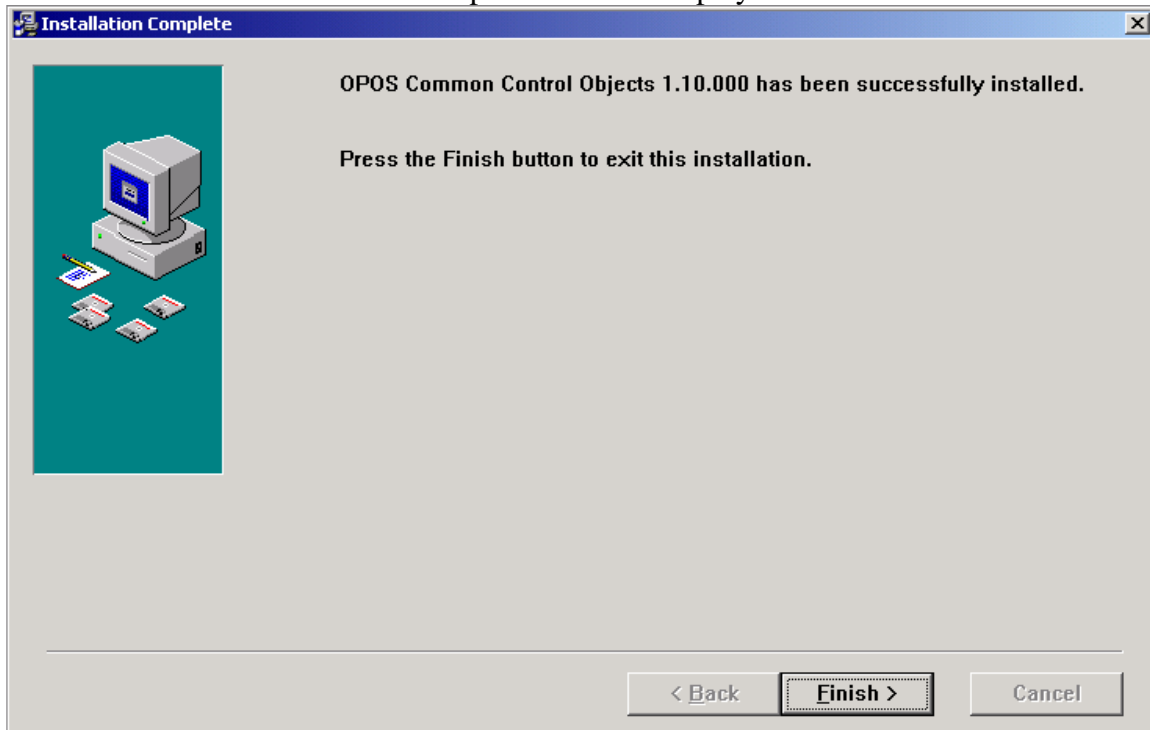 Installation Complete
OPOS Common Control Objects 1.10.000 has been successfully installed.
Press the Finish button to exit this installation.
< Back
Finish >
Cancel